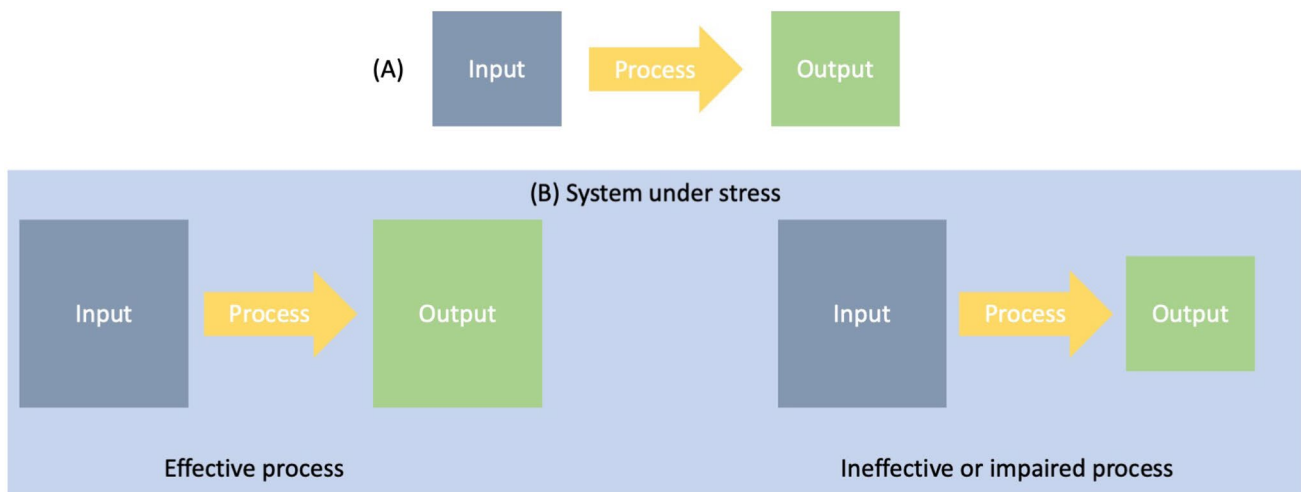 (A)
Input
Process
Output
(B) System under stress
Input
Process
Output
Input
Process
Output
Effective process
Ineffective or impaired process